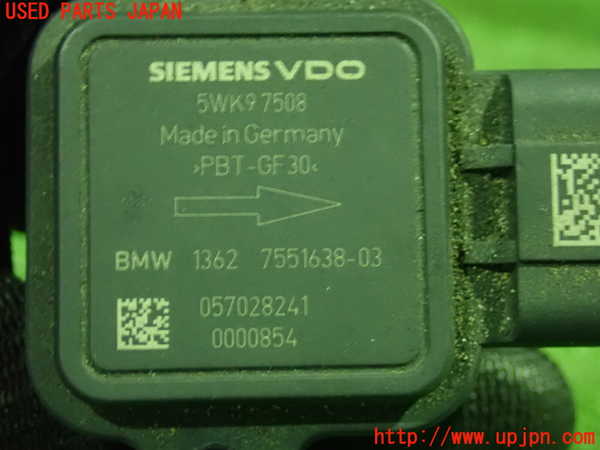 USED PARTS JAPAN
SIEMENS VDO
5WK9 7508
Made in Germany
>PBT-GF30<
BMW 1362 7551638-03
057028241
0000854
http://www.upjpn.com